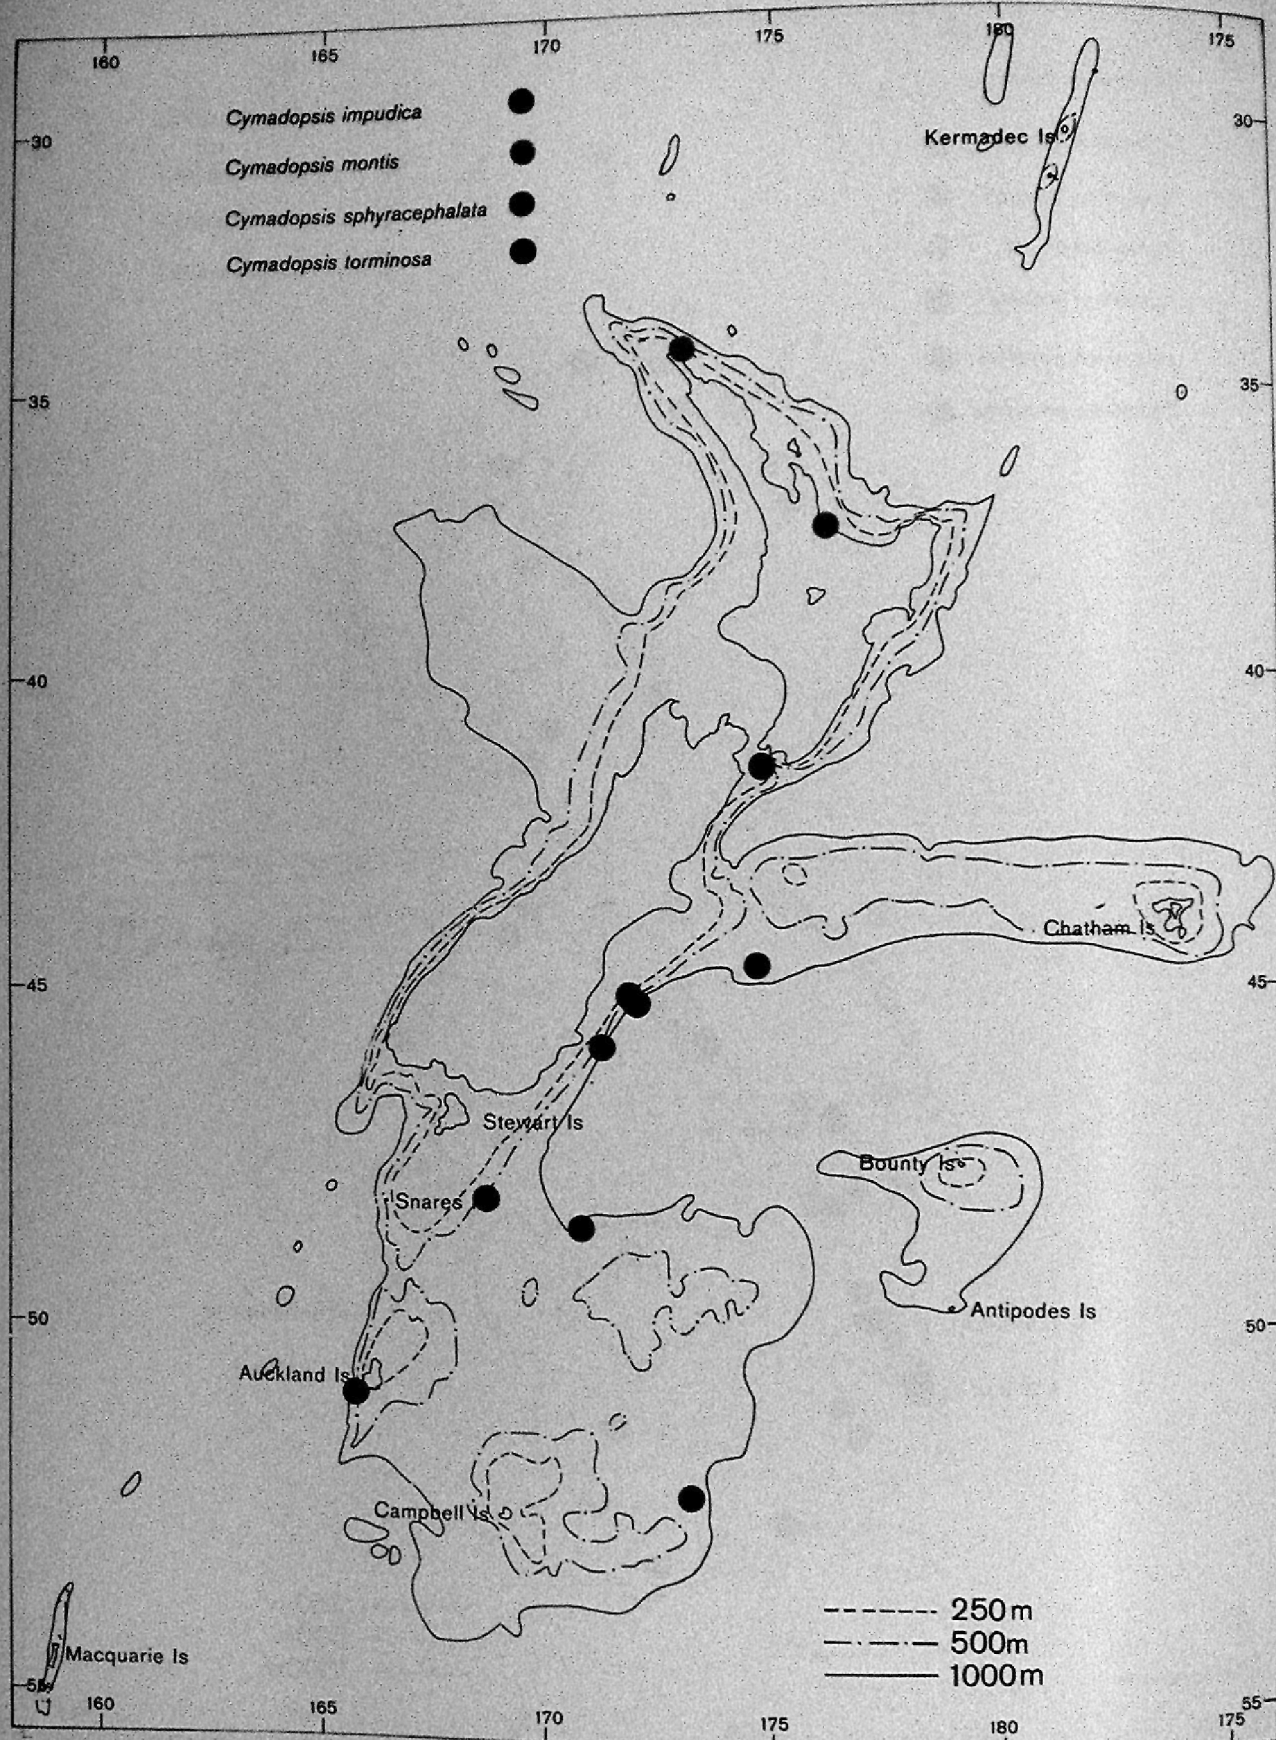 160
165
170
175
180
175
Cymadopsis impudica
Cymadopsis montis
Cymadopsis sphyracephalata
Cymadopsis torminosa
30
30
Kermadec Is
35
35
40
40
Chatham Is
45
45
Stewart Is
Snares
Bounty Is
Antipodes Is
50
50
Auckland Is
Campbell Is
250m
500m
1000m
Macquarie Is
55
55
160
165
170
175
180
175